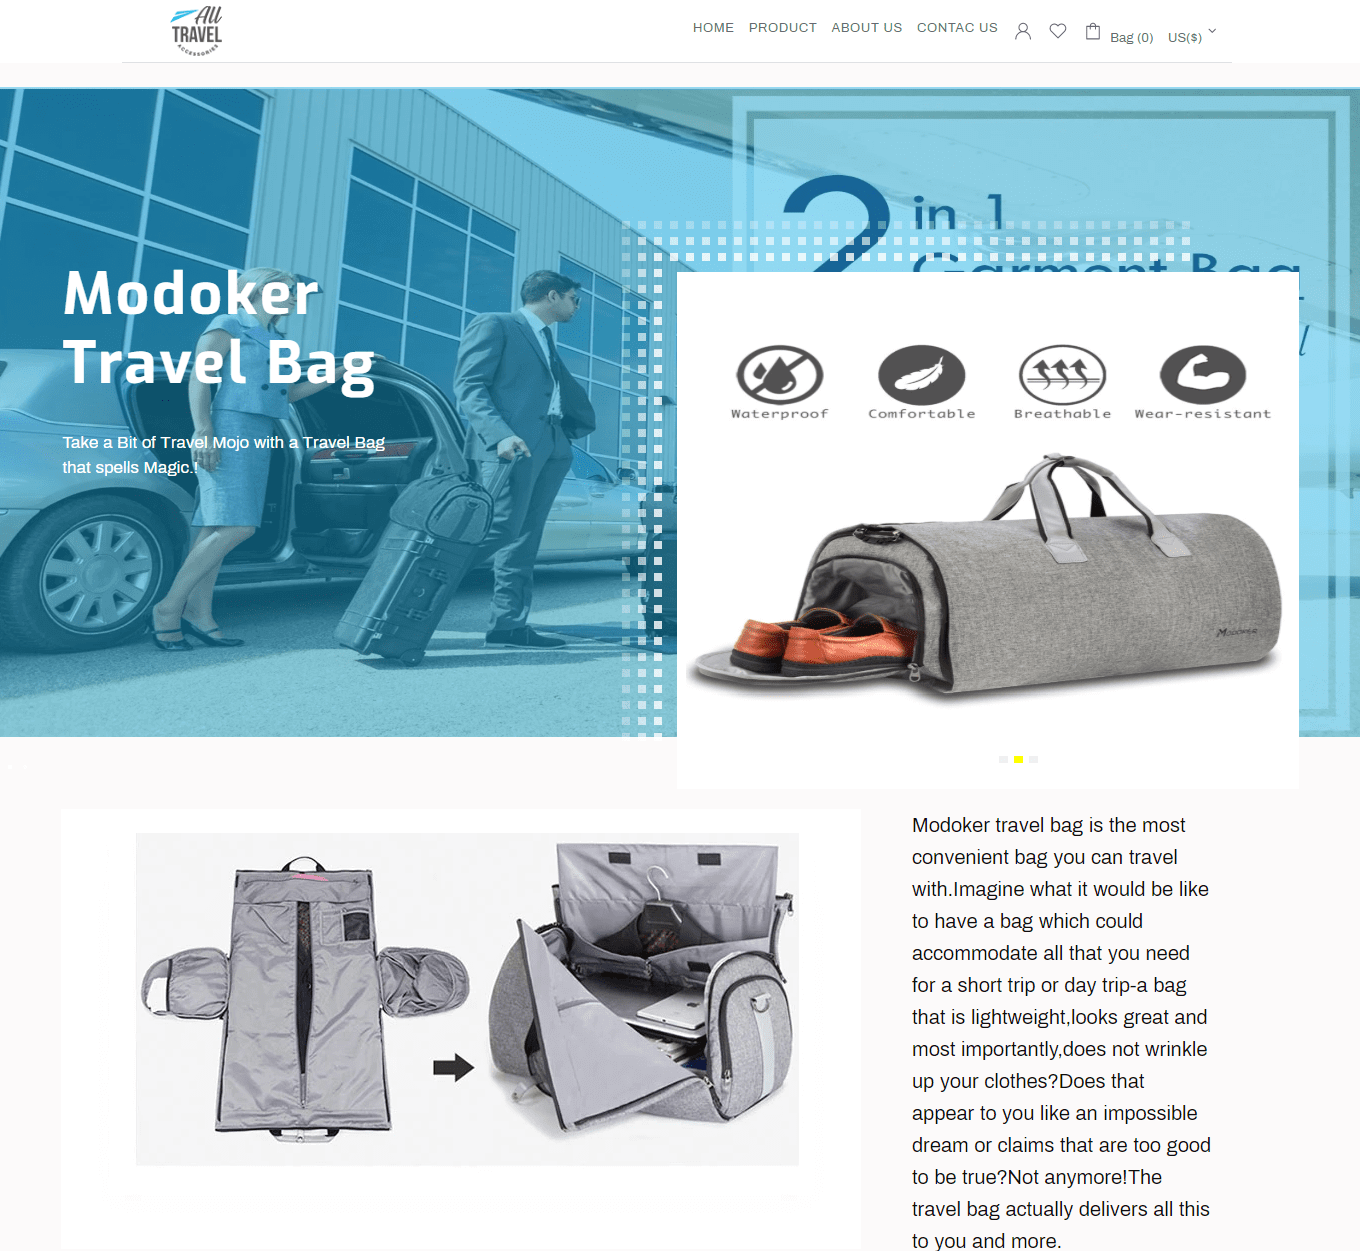 All
TRAVEL
ACCESSORIES
HOME PRODUCT ABOUT US CONTAC US Bag (0) US($)
2 in 1
Garment Bag
Modoker
Travel Bag
Take a Bit of Travel Mojo with a Travel Bag
that spells Magic.!
Waterproof Comfortable Breathable Wear-resistant
MODOKER
Modoker travel bag is the most
convenient bag you can travel
with.Imagine what it would be like
to have a bag which could
accommodate all that you need
for a short trip or day trip-a bag
that is lightweight,looks great and
most importantly,does not wrinkle
up your clothes?Does that
appear to you like an impossible
dream or claims that are too good
to be true?Not anymore!The
travel bag actually delivers all this
to you and more.